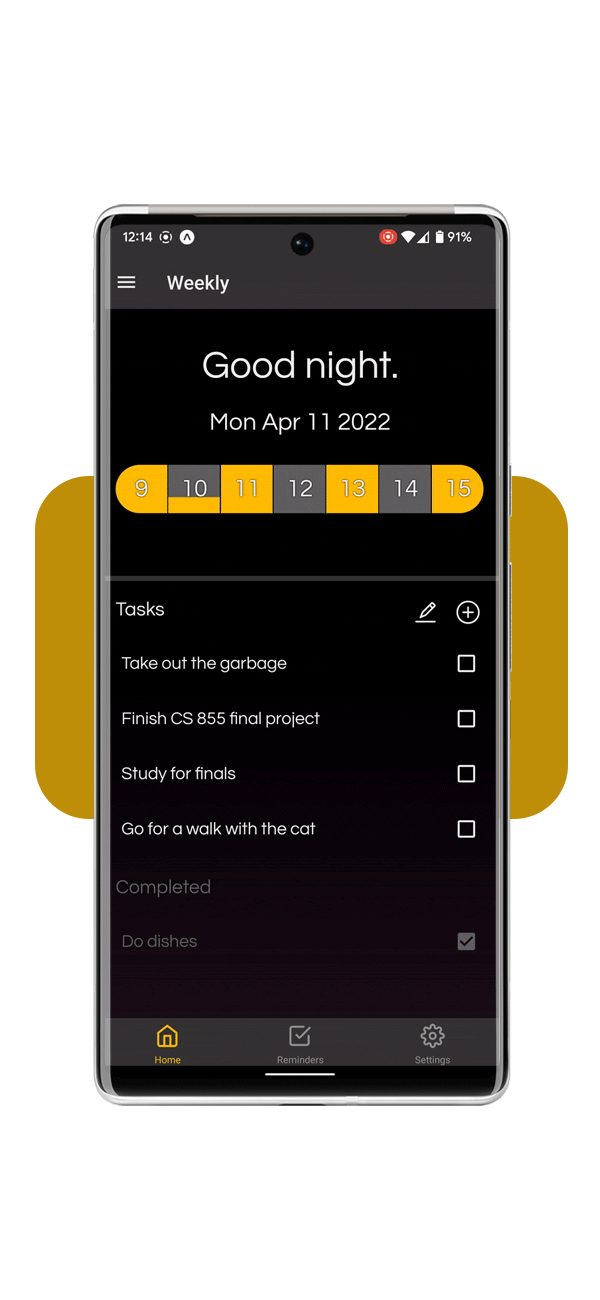 12:14 91%
Weekly
Good night.
Mon Apr 11 2022
9 10 11 12 13 14 15
Tasks
Take out the garbage
Finish CS 855 final project
Study for finals
Go for a walk with the cat
Completed
Do dishes
Home Reminders Settings